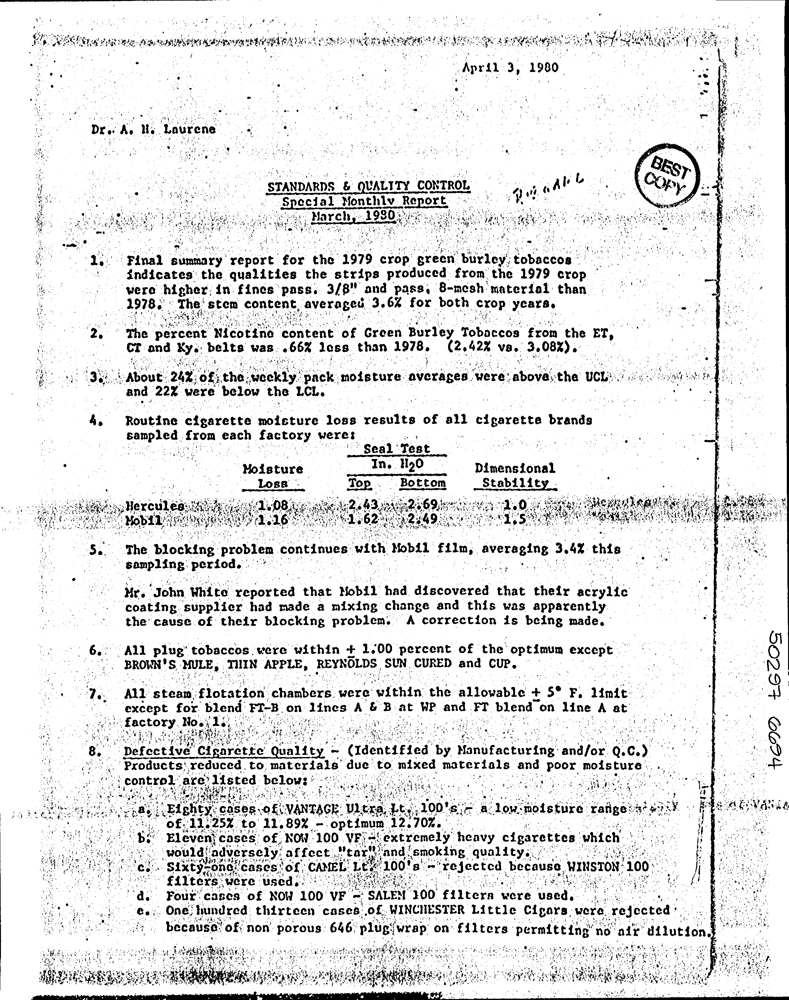 April 3, 1980
Dr. A. H. Laurene
BEST
COPY
STANDARDS & QUALITY CONTROL
Special Monthly Report
March, 1980
1. Final summary report for the 1979 crop green burley tobaccos
indicates the qualities the strips produced from the 1979 crop
were higher in fines pass. 3/8" and pass. 8-mesh material than
1978. The stem content averaged 3.6% for both crop years.
2. The percent Nicotine content of Green Burley Tobaccos from the ET,
CT and Ky. belts was .66% less than 1978. (2.42% vs. 3.08%).
3. About 24% of the weekly pack moisture averages were above the UCL
and 22% were below the LCL.
4. Routine cigarette moisture loss results of all cigarette brands
sampled from each factory were:
Seal Test
Moisture In. H2O Dimensional
Loss Top Bottom Stability
Hercules 1.08 2.43 2.69 1.0
Mobil 1.16 1.62 2.49 1.5
5. The blocking problem continues with Mobil film, averaging 3.4% this
sampling period.
Mr. John White reported that Mobil had discovered that their acrylic
coating supplier had made a mixing change and this was apparently
the cause of their blocking problem. A correction is being made.
6. All plug tobaccos were within + 1.00 percent of the optimum except
BROWN'S MULE, THIN APPLE, REYNOLDS SUN CURED and CUP.
7. All steam flotation chambers were within the allowable ± 5° F. limit
except for blend FT-B on lines A & B at WP and FT blend on line A at
factory No. 1.
8. Defective Cigarette Quality - (Identified by Manufacturing and/or Q.C.)
Products reduced to materials due to mixed materials and poor moisture
control are listed below:
a. Eighty cases of VANTAGE Ultra Lt. 100's - a low moisture range
of 11.25% to 11.89% - optimum 12.70%.
b. Eleven cases of NOW 100 VF - extremely heavy cigarettes which
would adversely affect "tar" and smoking quality.
c. Sixty-one cases of CAMEL Lt. 100's - rejected because WINSTON 100
filters were used.
d. Four cases of NOW 100 VF - SALEM 100 filters were used.
e. One hundred thirteen cases of WINCHESTER Little Cigars were rejected
because of non porous 646 plug wrap on filters permitting no air dilution.
50297 6694